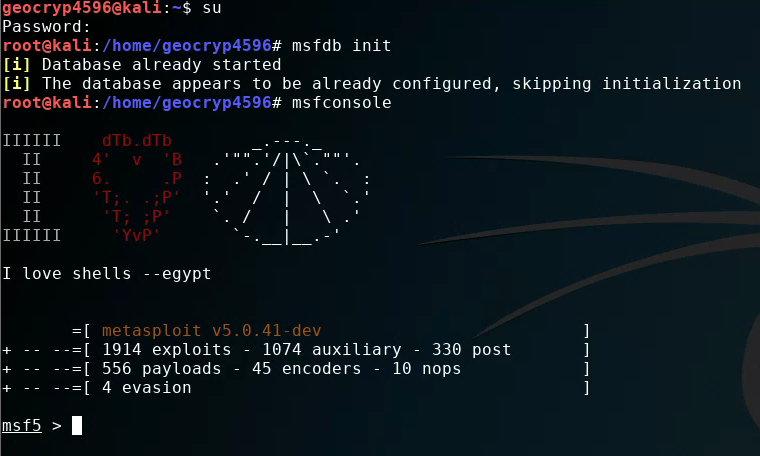 geocryp4596@kali:~$ su
Password:
root@kali:/home/geocryp4596# msfdb init
[i] Database already started
[i] The database appears to be already configured, skipping initialization
root@kali:/home/geocryp4596# msfconsole
IIIIII    dTb.dTb        _.---._
  II     4'  v  'B   .'"".'/|\`.""'.
  II     6.     .P  :  .' / | \ `.  :
  II     'T;. .;P'  '.'  /  |  \  `.'
  II      'T; ;P'    `. /   |   \ .'
IIIIII     'YvP'       `-.__|__.-'
I love shells --egypt
       =[ metasploit v5.0.41-dev                          ]
+ -- --=[ 1914 exploits - 1074 auxiliary - 330 post       ]
+ -- --=[ 556 payloads - 45 encoders - 10 nops            ]
+ -- --=[ 4 evasion                                       ]
msf5 >